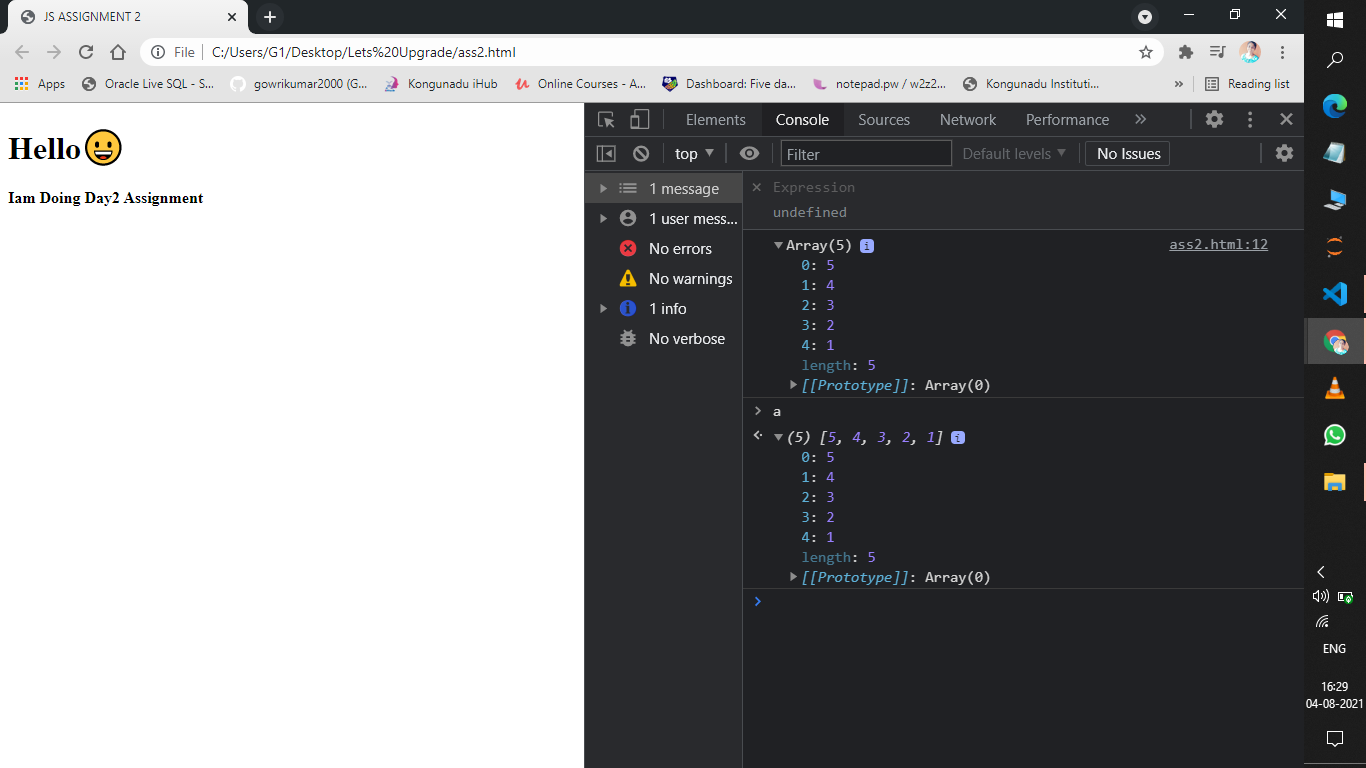 JS ASSIGNMENT 2
File
C:/Users/G1/Desktop/Lets%20Upgrade/ass2.html
Apps
Oracle Live SQL - S...
gowrikumar2000 (G...
Kongunadu iHub
Online Courses - A...
Dashboard: Five da...
notepad.pw / w2z2...
Kongunadu Instituti...
»
Reading list
Hello😀
Iam Doing Day2 Assignment
Elements
Console
Sources
Network
Performance
»
top
Filter
Default levels
No Issues
1 message
1 user mess...
No errors
No warnings
1 info
No verbose
Expression
undefined
Array(5)
ass2.html:12
0: 5
1: 4
2: 3
3: 2
4: 1
length: 5
[[Prototype]]: Array(0)
> a
(5) [5, 4, 3, 2, 1]
0: 5
1: 4
2: 3
3: 2
4: 1
length: 5
[[Prototype]]: Array(0)
>
ENG
16:29
04-08-2021